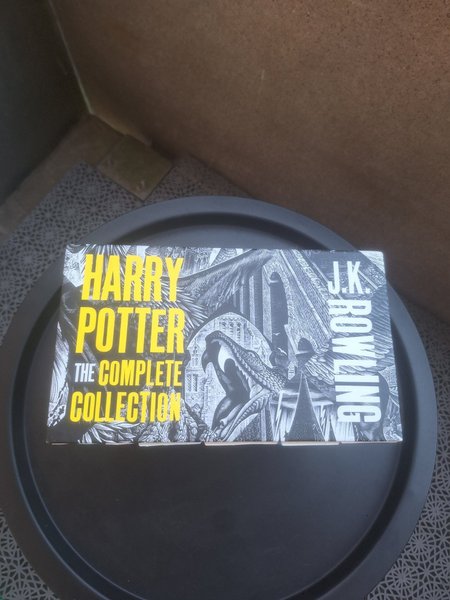 HARRY
POTTER
THE COMPLETE
COLLECTION
J.K.
ROWLING